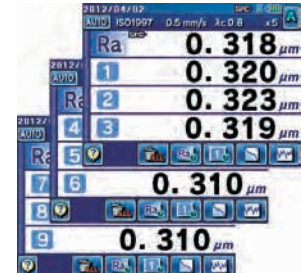 2012/04/02 SPC
AUTO ISO1997 0.5 mm/s λc0.8 x5 A
Ra SPC 0.318 μm
1 0.320 μm
2 0.323 μm
3 0.319 μm
2012/
AUTO
Ra
4
5
6 0.310 μm
2012/
AUTO
Ra
7
8
9 0.310 μm